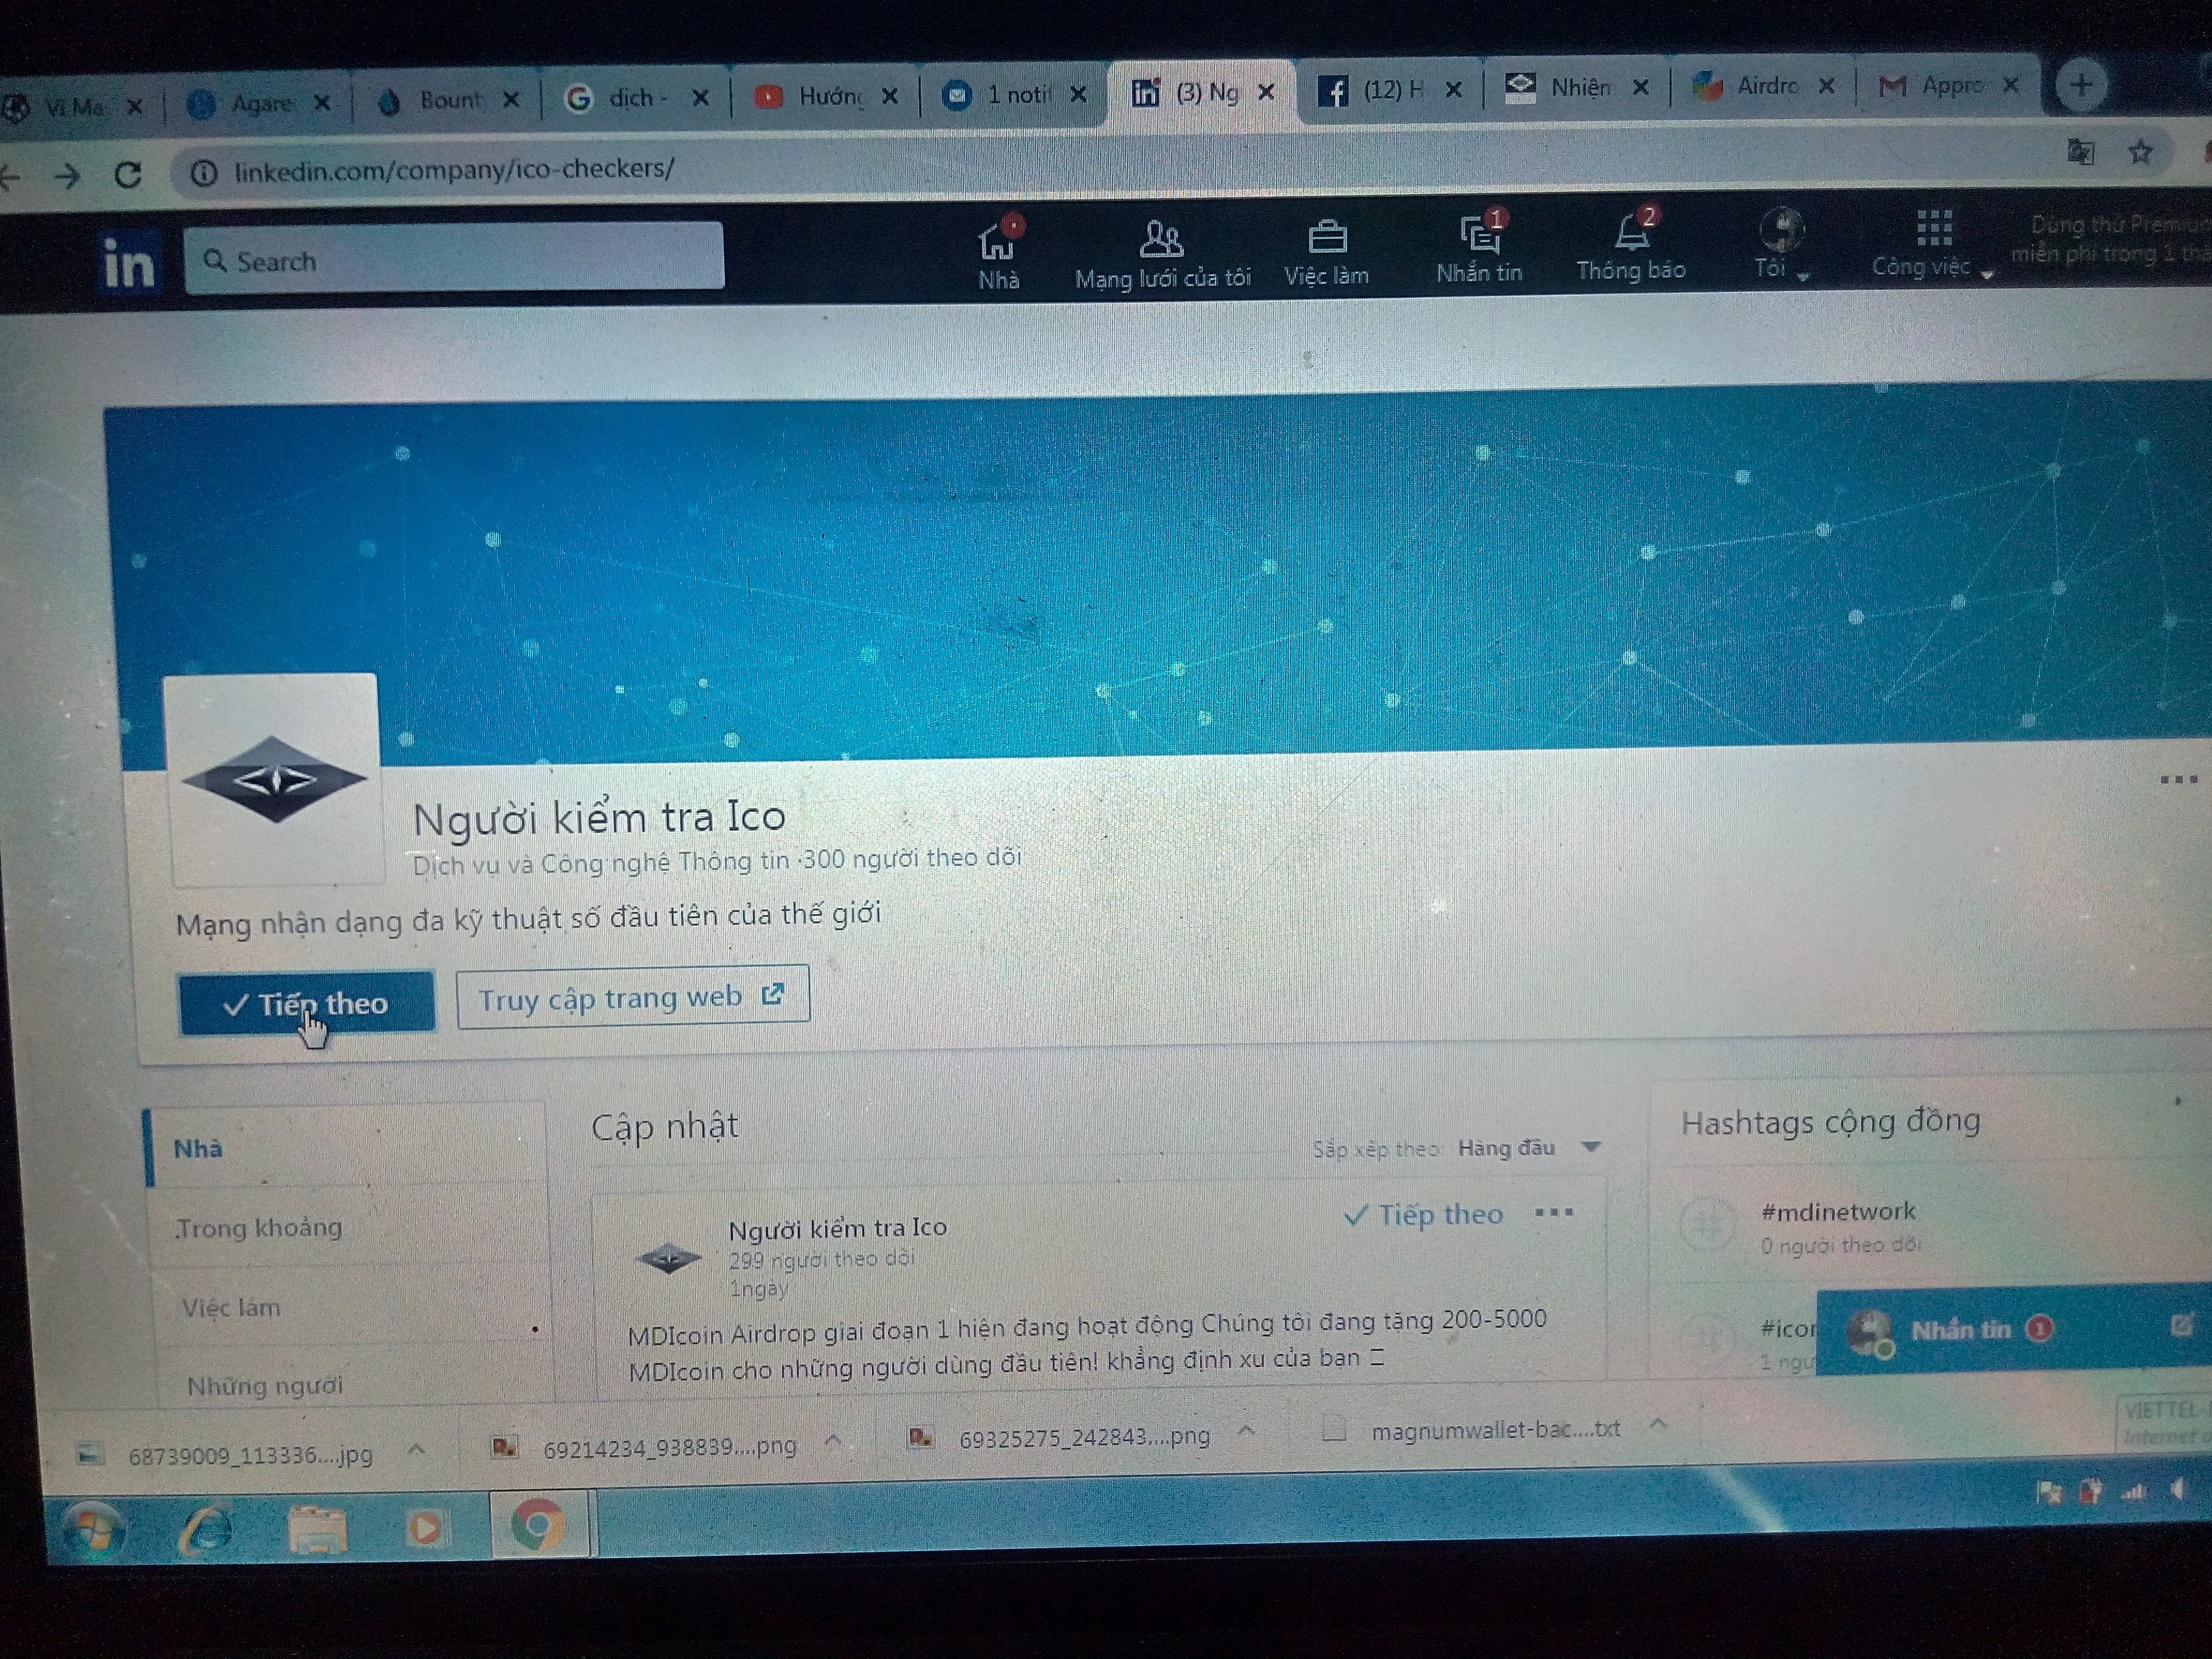 Ví Ma
Agare
Bount
dịch -
Hướng
1 noti
(3) Ng
(12) H
Nhiệm
Airdro
Appro
linkedin.com/company/ico-checkers/
in
Search
Nhà
Mạng lưới của tôi
Việc làm
1
Nhắn tin
2
Thông báo
Tôi
Công việc
Dùng thử Premiu
miễn phí trong 1 thá
Người kiểm tra Ico
Dịch vụ và Công nghệ Thông tin ·300 người theo dõi
Mạng nhận dạng đa kỹ thuật số đầu tiên của thế giới
Tiếp theo
Truy cập trang web
Nhà
Trong khoảng
Việc làm
Những người
Cập nhật
Sắp xếp theo: Hàng đầu
Người kiểm tra Ico
299 người theo dõi
1ngày
Tiếp theo
MDIcoin Airdrop giai đoạn 1 hiện đang hoạt động Chúng tôi đang tặng 200-5000
MDIcoin cho những người dùng đầu tiên! khẳng định xu của bạn
Hashtags cộng đồng
#mdinetwork
0 người theo dõi
#icor
1 ngư
Nhắn tin 1
68739009_113336....jpg
69214234_938839....png
69325275_242843....png
magnumwallet-bac....txt
VIETTEL-
Internet a